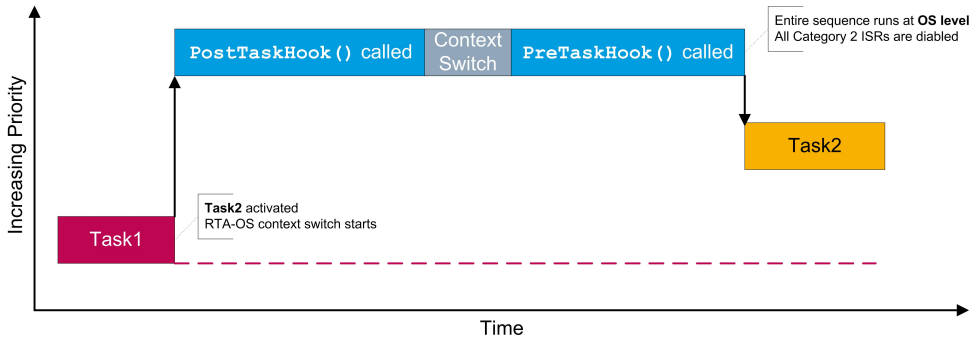 Entire sequence runs at OS level
All Category 2 ISRs are diabled
PostTaskHook() called
Context
Switch
PreTaskHook() called
Task2
Increasing Priority
Task2 activated
RTA-OS context switch starts
Task1
Time